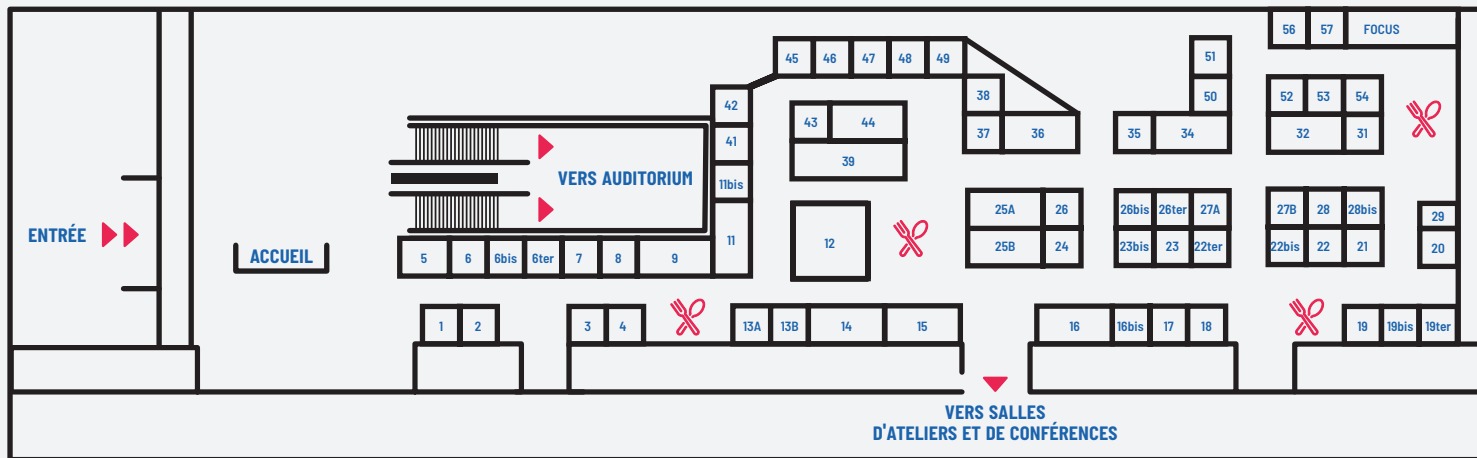 56 57 FOCUS
45 46 47 48 49
51
42
38
50
52 53 54
43 44
41
37 36
35 34
32 31
39
VERS AUDITORIUM
11bis
25A 26
26bis 26ter 27A
27B 28 28bis
29
ENTRÉE
ACCUEIL
5 6 6bis 6ter 7 8 9
11
12
25B 24
23bis 23 22ter
22bis 22 21
20
1 2
3 4
13A 13B 14 15
16 16bis 17 18
19 19bis 19ter
VERS SALLES
D'ATELIERS ET DE CONFÉRENCES